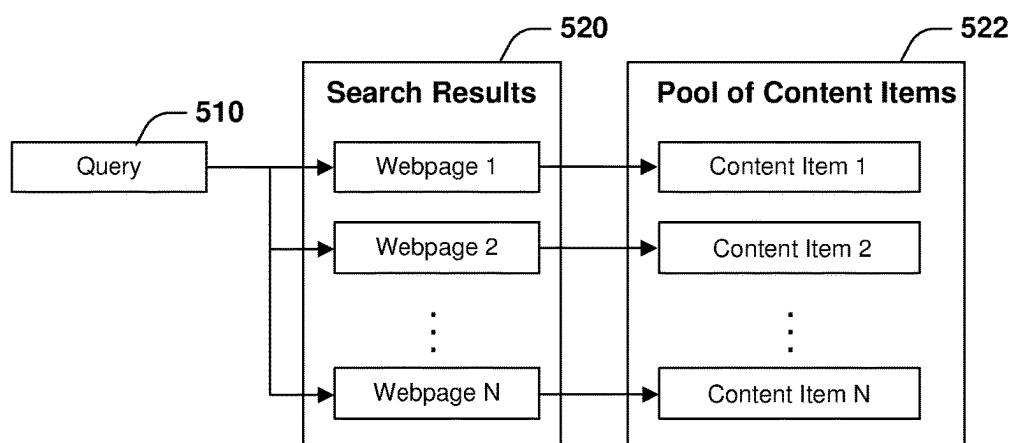 520
522
Search Results
Pool of Content Items
510
Query
Webpage 1
Content Item 1
Webpage 2
Content Item 2
Webpage N
Content Item N